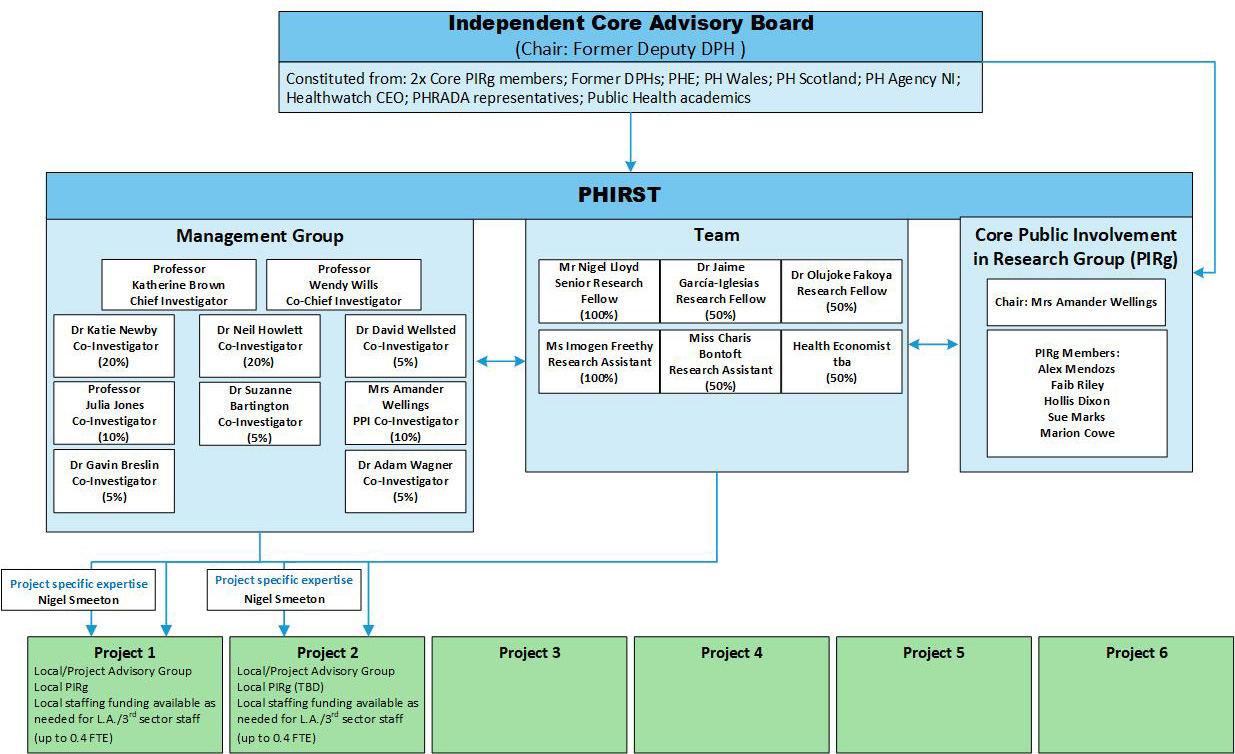 Independent Core Advisory Board
(Chair: Former Deputy DPH )
Constituted from: 2x Core PIRg members; Former DPHs; PHE; PH Wales; PH Scotland; PH Agency NI;
Healthwatch CEO; PHRADA representatives; Public Health academics
PHIRST
Management Group
Professor
Katherine Brown
Chief Investigator
Professor
Wendy Wills
Co-Chief Investigator
Dr Katie Newby
Co-Investigator
(20%)
Dr Neil Howlett
Co-Investigator
(20%)
Dr David Wellsted
Co-Investigator
(5%)
Professor
Julia Jones
Co-Investigator
(10%)
Dr Suzanne
Bartington
Co-Investigator
(5%)
Mrs Amander
Wellings
PPI Co-Investigator
(10%)
Dr Gavin Breslin
Co-Investigator
(5%)
Dr Adam Wagner
Co-Investigator
(5%)
Team
Mr Nigel Lloyd
Senior Research
Fellow
(100%)
Dr Jaime
García-Iglesias
Research Fellow
(50%)
Dr Olujoke Fakoya
Research Fellow
(50%)
Ms Imogen Freethy
Research Assistant
(100%)
Miss Charis
Bontoft
Research Assistant
(50%)
Health Economist
tba
(50%)
Core Public Involvement
in Research Group (PIRg)
Chair: Mrs Amander Wellings
PIRg Members:
Alex Mendozs
Faib Riley
Hollis Dixon
Sue Marks
Marion Cowe
Project specific expertise
Nigel Smeeton
Project specific expertise
Nigel Smeeton
Project 1
Local/Project Advisory Group
Local PIRg
Local staffing funding available as
needed for L.A./3rd sector staff
(up to 0.4 FTE)
Project 2
Local/Project Advisory Group
Local PIRg (TBD)
Local staffing funding available as
needed for L.A./3rd sector staff
(up to 0.4 FTE)
Project 3
Project 4
Project 5
Project 6